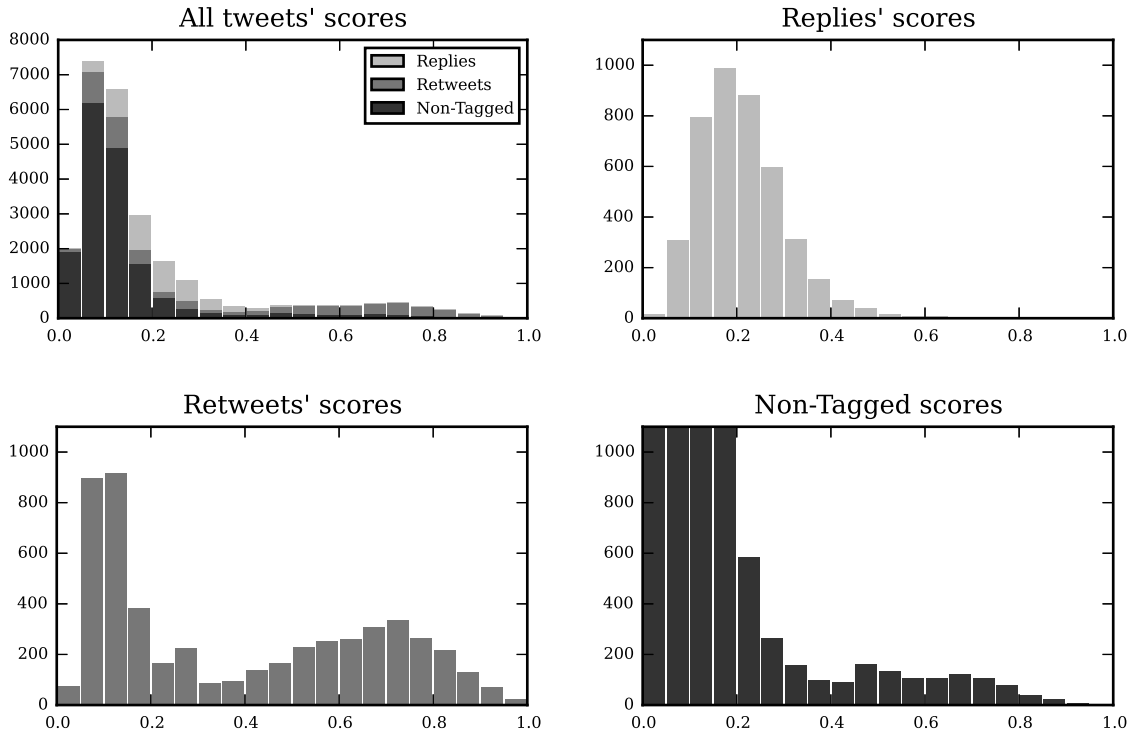 All tweets' scores
8000
7000
6000
5000
4000
3000
2000
1000
0
0.0 0.2 0.4 0.6 0.8 1.0
Replies
Retweets
Non-Tagged
Replies' scores
1000
800
600
400
200
0
0.0 0.2 0.4 0.6 0.8 1.0
Retweets' scores
1000
800
600
400
200
0
0.0 0.2 0.4 0.6 0.8 1.0
Non-Tagged scores
1000
800
600
400
200
0
0.0 0.2 0.4 0.6 0.8 1.0